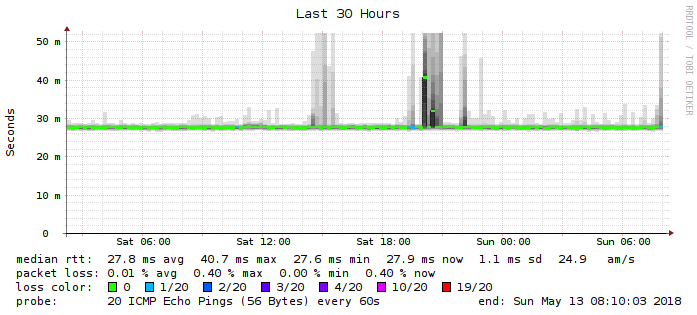 Last 30 Hours
RRDTOOL / TOBI OETIKER
Seconds
50 m
40 m
30 m
20 m
10 m
0
Sat 06:00 Sat 12:00 Sat 18:00 Sun 00:00 Sun 06:00
median rtt: 27.8 ms avg 40.7 ms max 27.6 ms min 27.9 ms now 1.1 ms sd 24.9 am/s
packet loss: 0.01 % avg 0.40 % max 0.00 % min 0.40 % now
loss color: 0 1/20 2/20 3/20 4/20 10/20 19/20
probe: 20 ICMP Echo Pings (56 Bytes) every 60s end: Sun May 13 08:10:03 2018